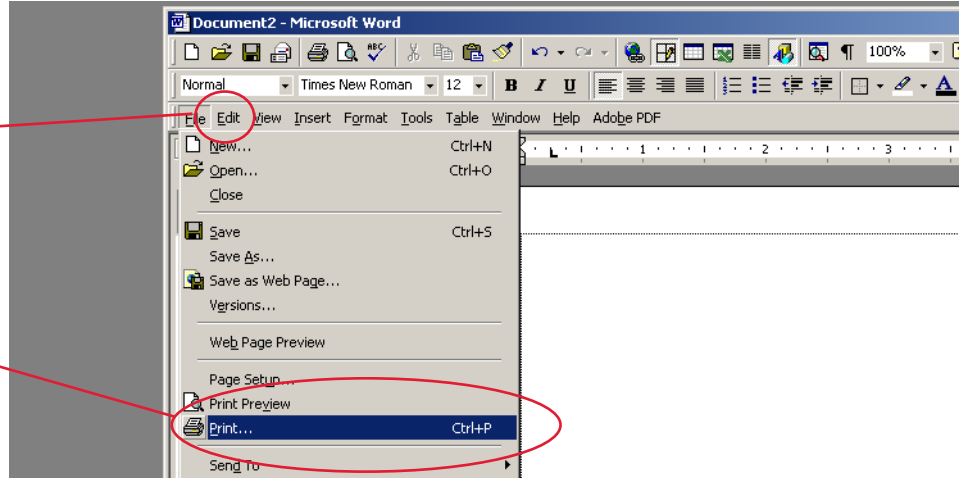 Document2 - Microsoft Word
ABC ¶ 100%
Normal Times New Roman 12 B I U A
File Edit View Insert Format Tools Table Window Help Adobe PDF
New... Ctrl+N
1 2 3
Open... Ctrl+O
Close
Save Ctrl+S
Save As...
Save as Web Page...
Versions...
Web Page Preview
Page Setup...
Print Preview
Print... Ctrl+P
Send To